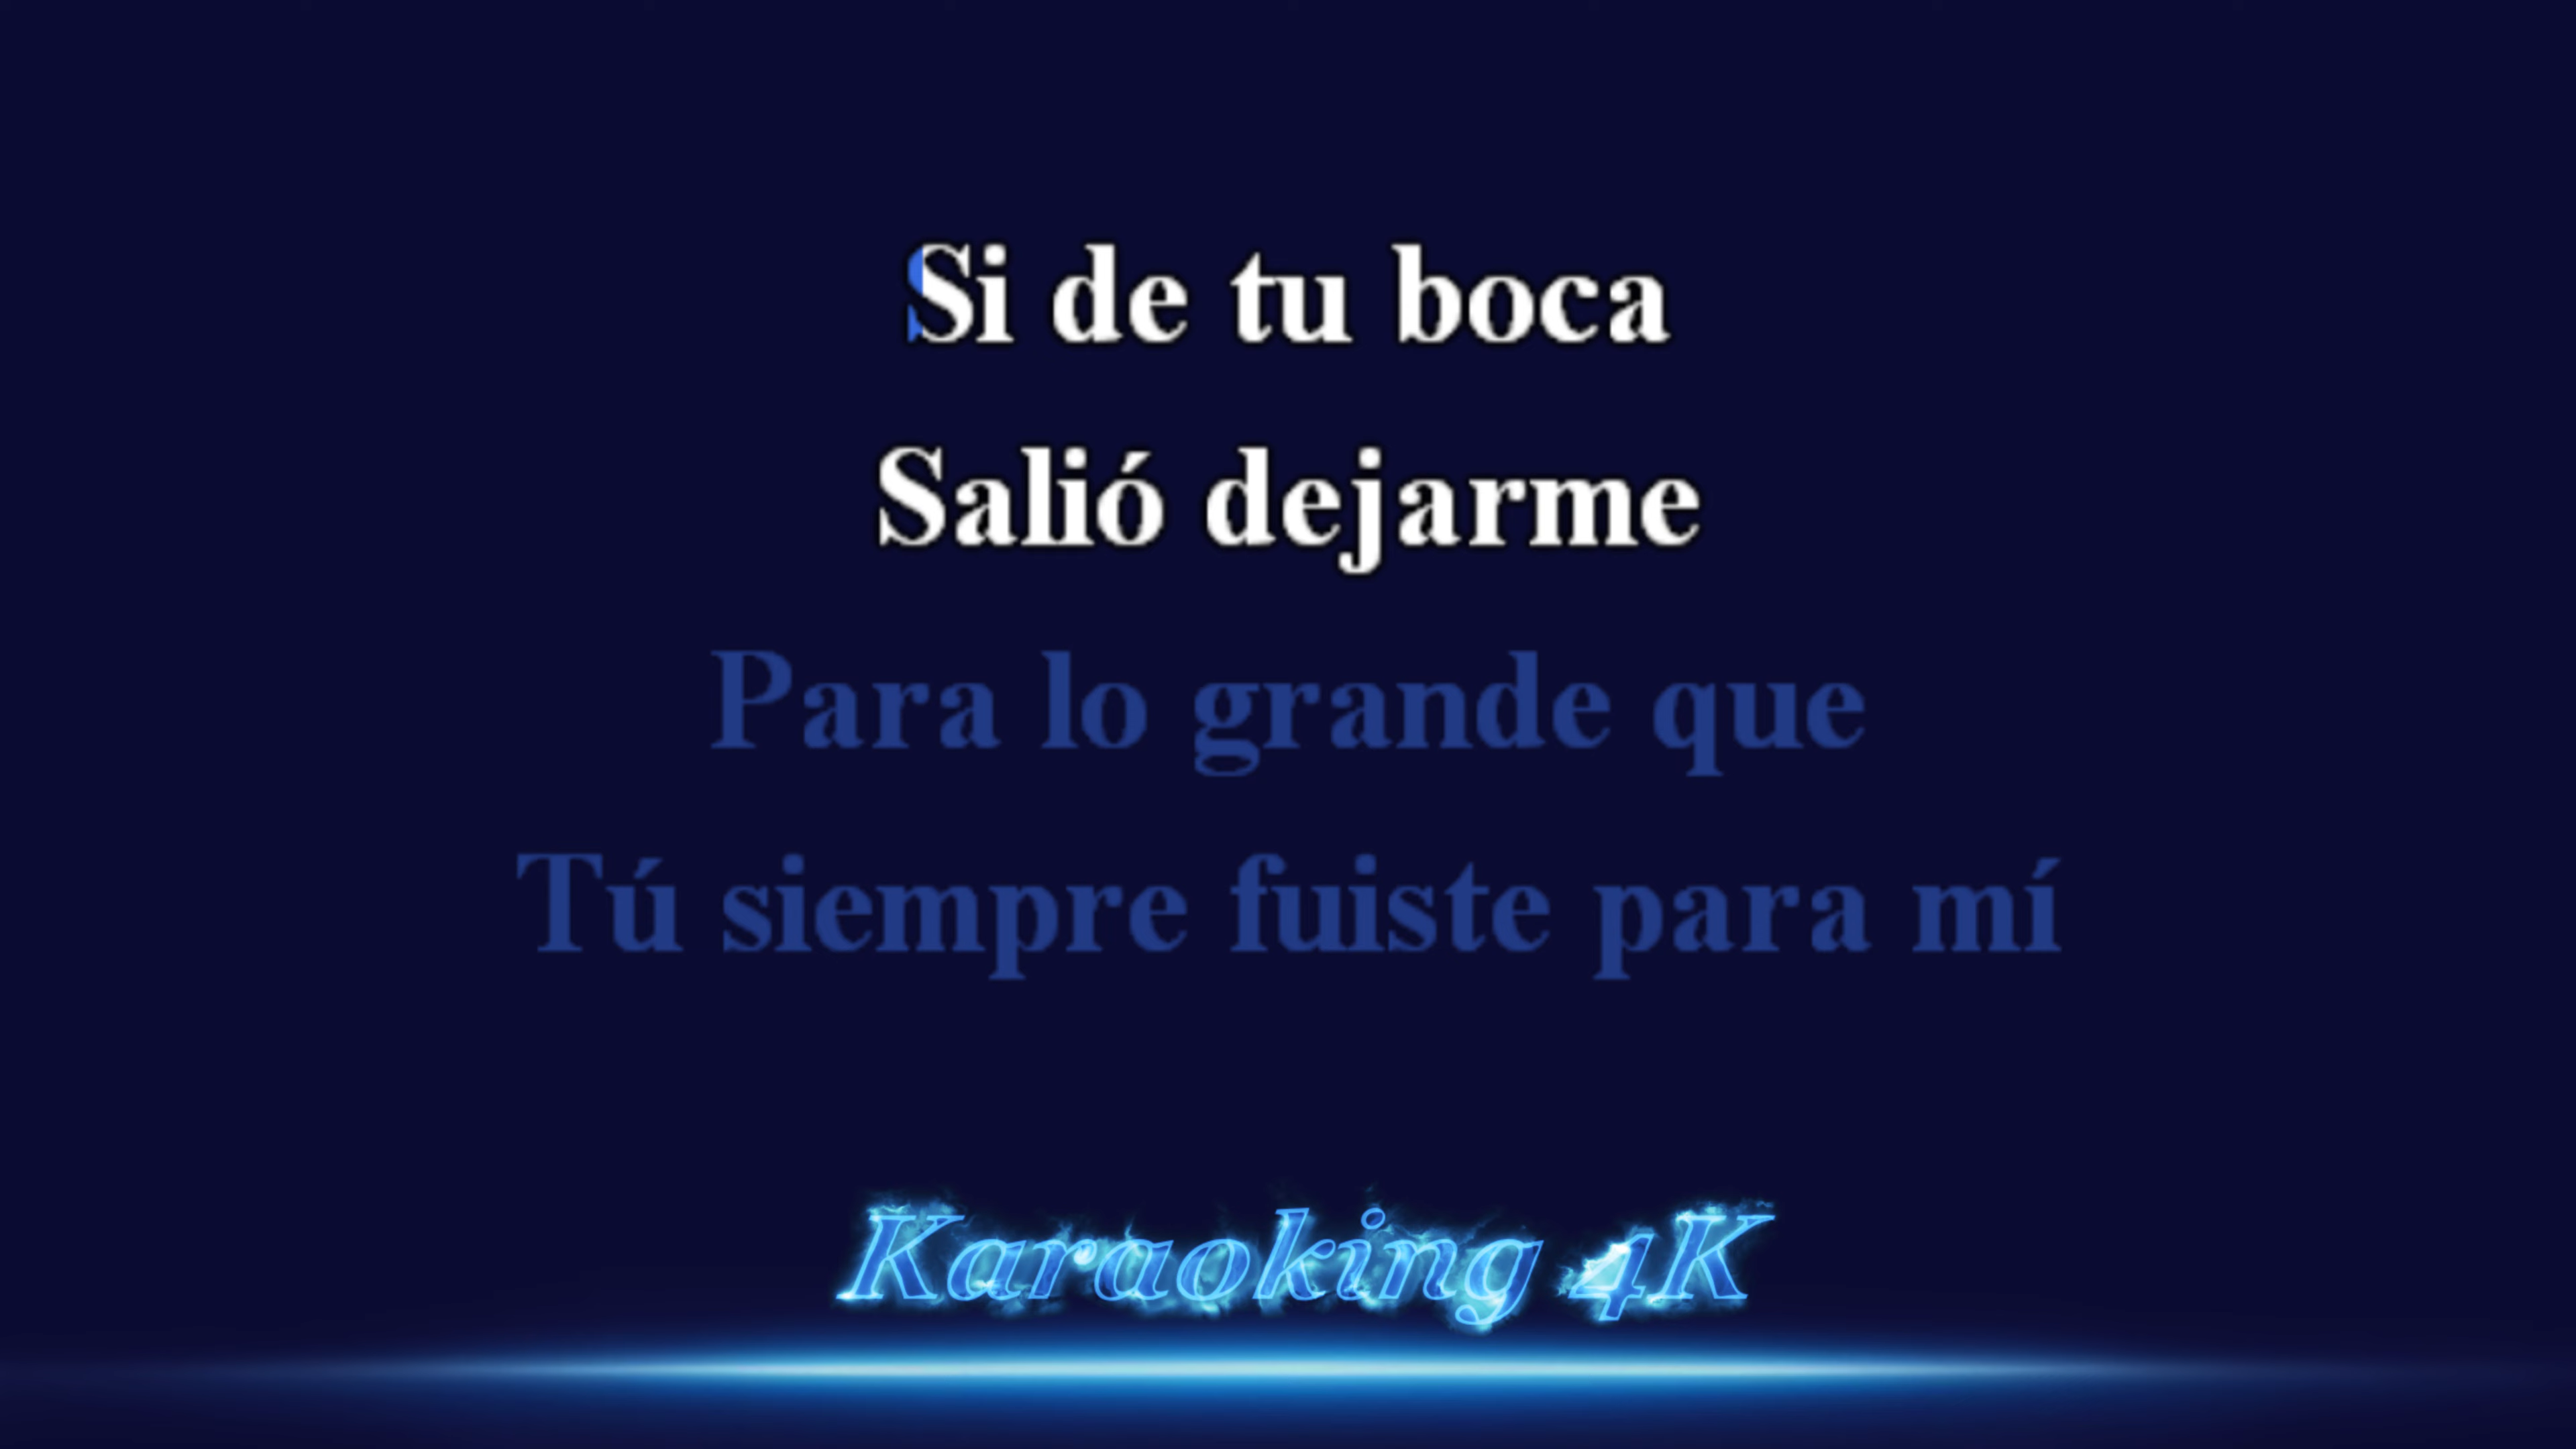 Si de tu boca
Salió dejarme
Para lo grande que
Tú siempre fuiste para mí
Karaoking 4K